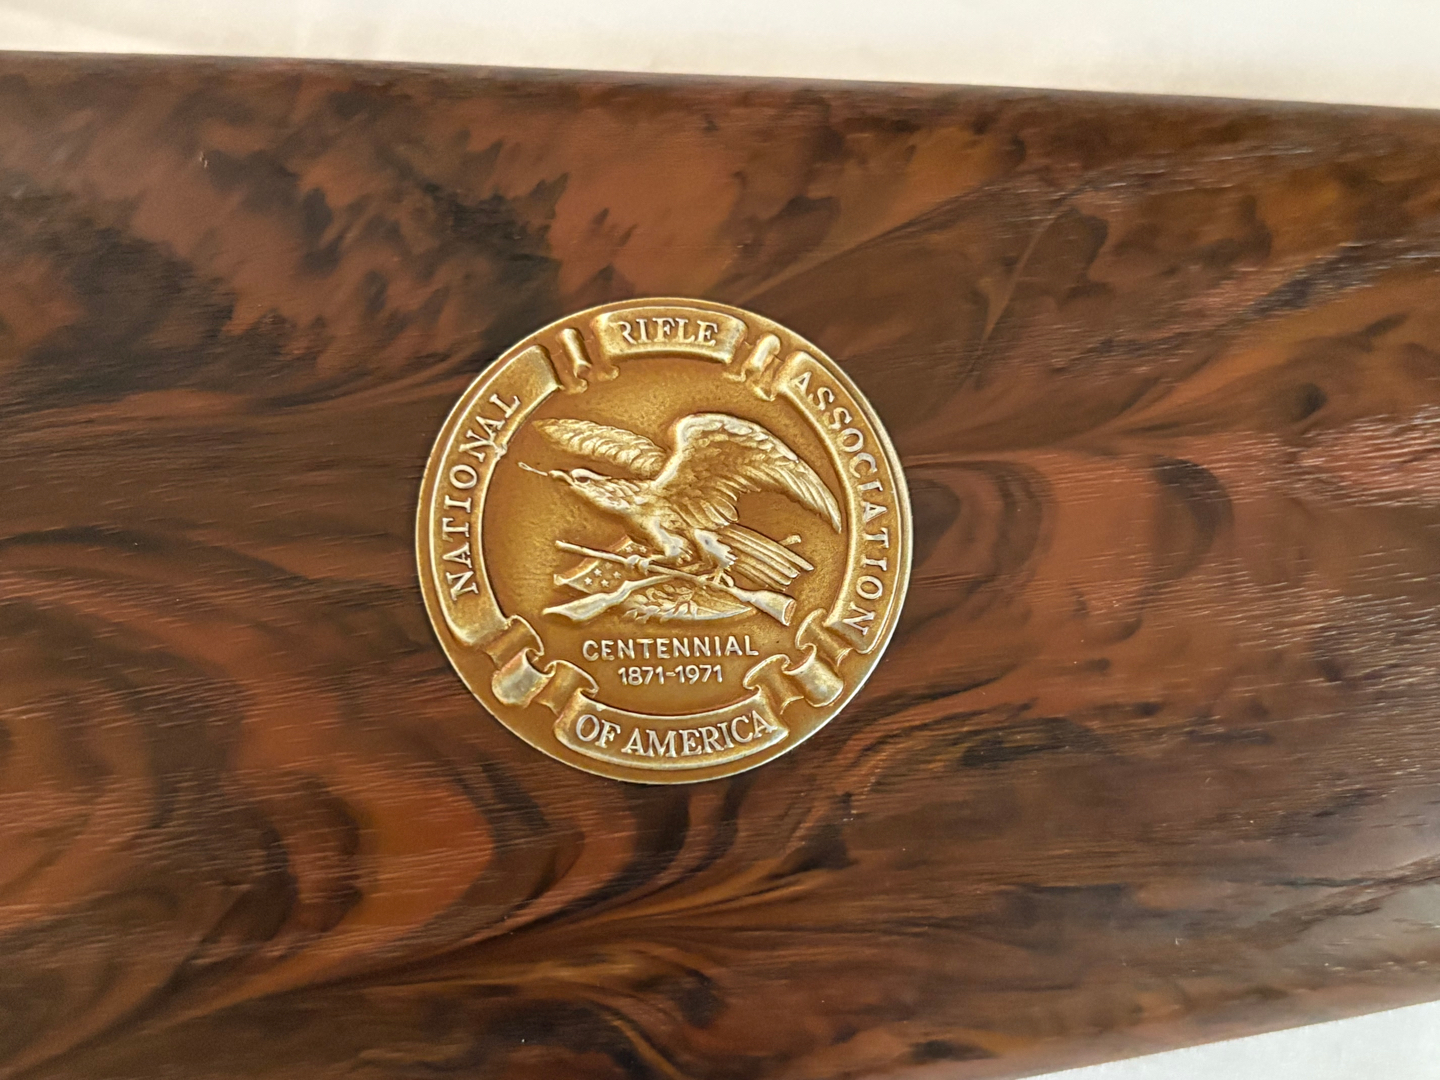 NATIONAL RIFLE ASSOCIATION
CENTENNIAL
1871-1971
OF AMERICA